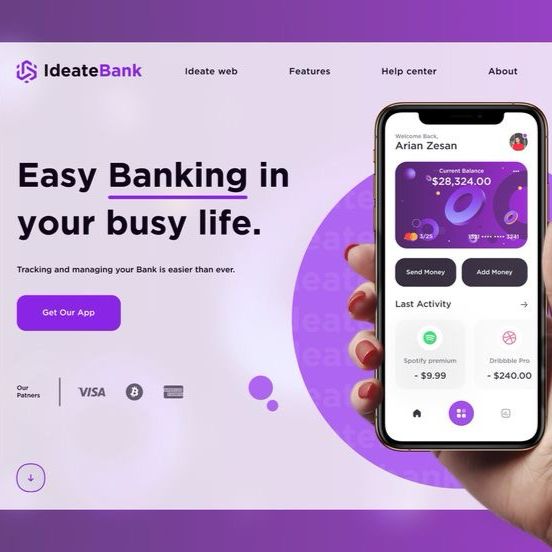 IdeateBank
Ideate web
Features
Help center
About
Easy Banking in
your busy life.
Tracking and managing your Bank is easier than ever.
Get Our App
Our
Patners
VISA
Welcome Back,
Arian Zesan
Current Balance
$28,324.00
3/25
Send Money
Add Money
Last Activity
Spotify premium
- $9.99
Dribbble Pro
- $240.00